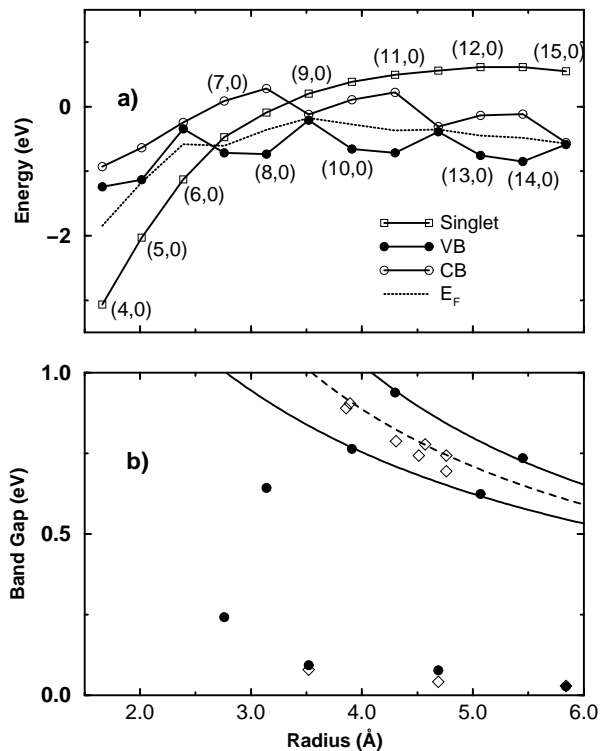 a)
Energy (eV)
0
−2
(4,0)
(5,0)
(6,0)
(7,0)
(8,0)
(9,0)
(10,0)
(11,0)
(12,0)
(13,0)
(14,0)
(15,0)
Singlet
VB
CB
E_F
b)
Band Gap (eV)
1.0
0.5
0.0
2.0 3.0 4.0 5.0 6.0
Radius (Å)